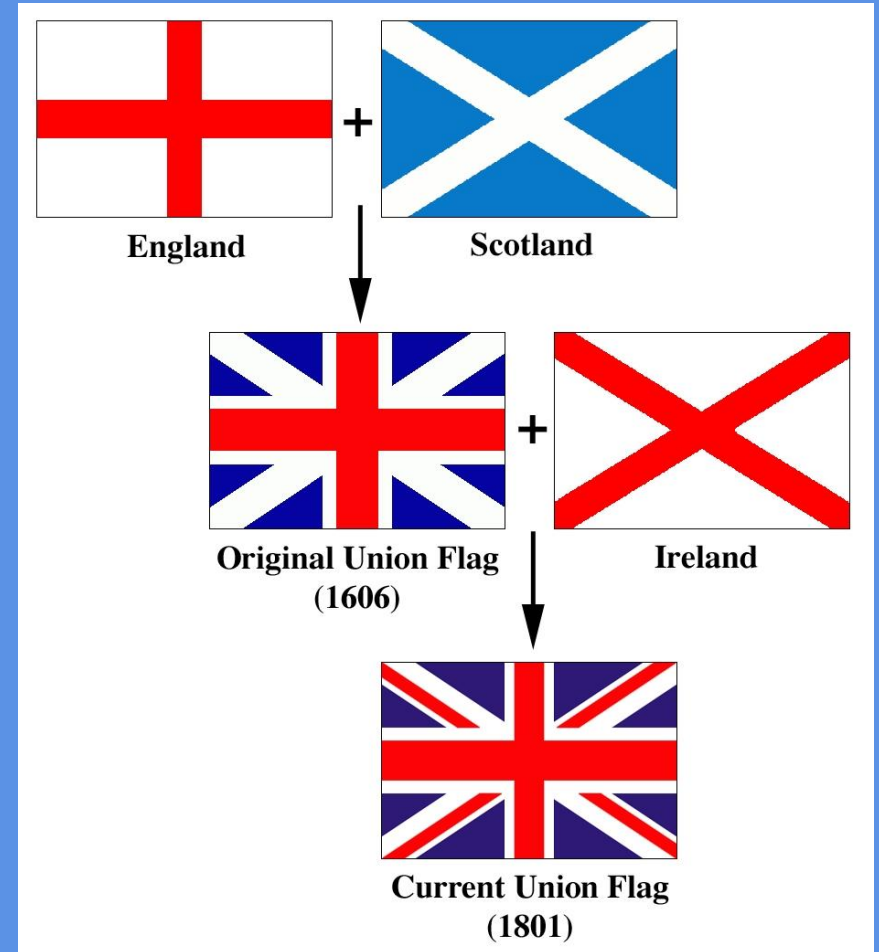 +
England
Scotland
+
Original Union Flag
(1606)
Ireland
Current Union Flag
(1801)